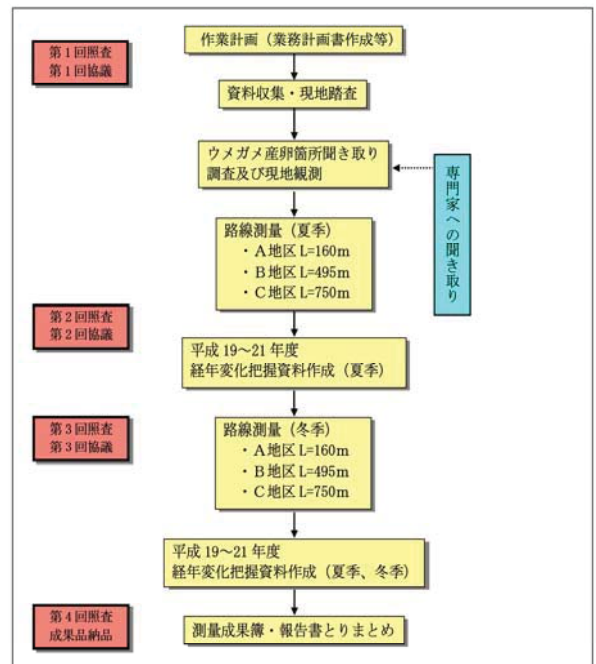 第1回照査
第1回協議
作業計画（業務計画書作成等）
資料収集・現地踏査
ウメガメ産卵箇所聞き取り
調査及び現地観測
専門家への聞き取り
路線測量（夏季）
・A地区 L=160m
・B地区 L=495m
・C地区 L=750m
第2回照査
第2回協議
平成 19～21 年度
経年変化把握資料作成（夏季）
第3回照査
第3回協議
路線測量（冬季）
・A地区 L=160m
・B地区 L=495m
・C地区 L=750m
平成 19～21 年度
経年変化把握資料作成（夏季、冬季）
第4回照査
成果品納品
測量成果簿・報告書とりまとめ